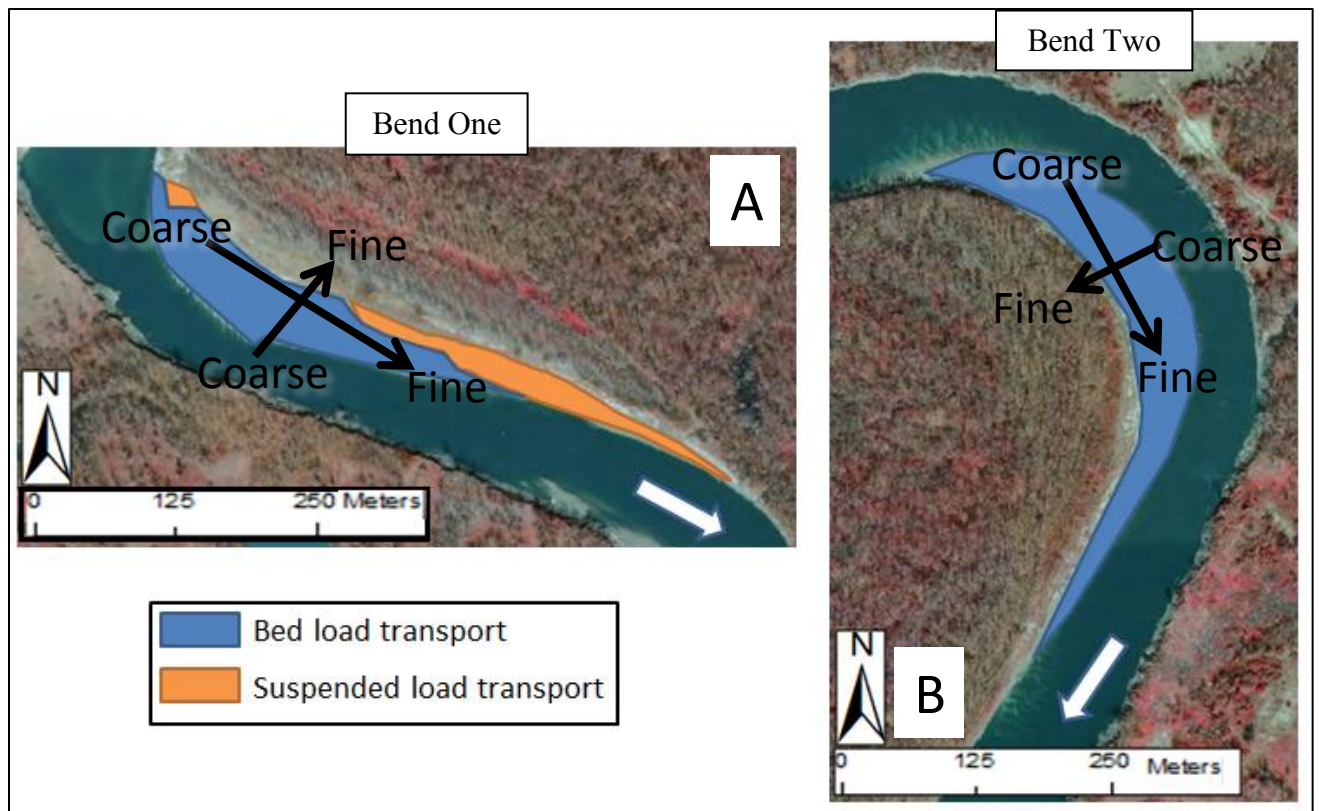 Bend One
A
Coarse
Fine
Coarse
Fine
N
0 125 250 Meters
Bed load transport
Suspended load transport
Bend Two
Coarse
Coarse
Fine
Fine
N
B
0 125 250 Meters